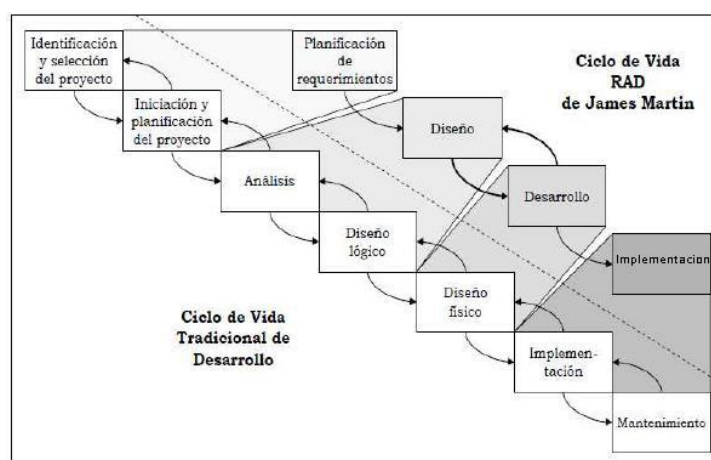 Identificación
y selección
del proyecto
Planificación
de
requerimientos
Ciclo de Vida
RAD
de James Martin
Iniciación y
planificación
del proyecto
Diseño
Análisis
Desarrollo
Diseño
lógico
Implementacion
Diseño
físico
Ciclo de Vida
Tradicional de
Desarrollo
Implemen-
tación
Mantenimiento